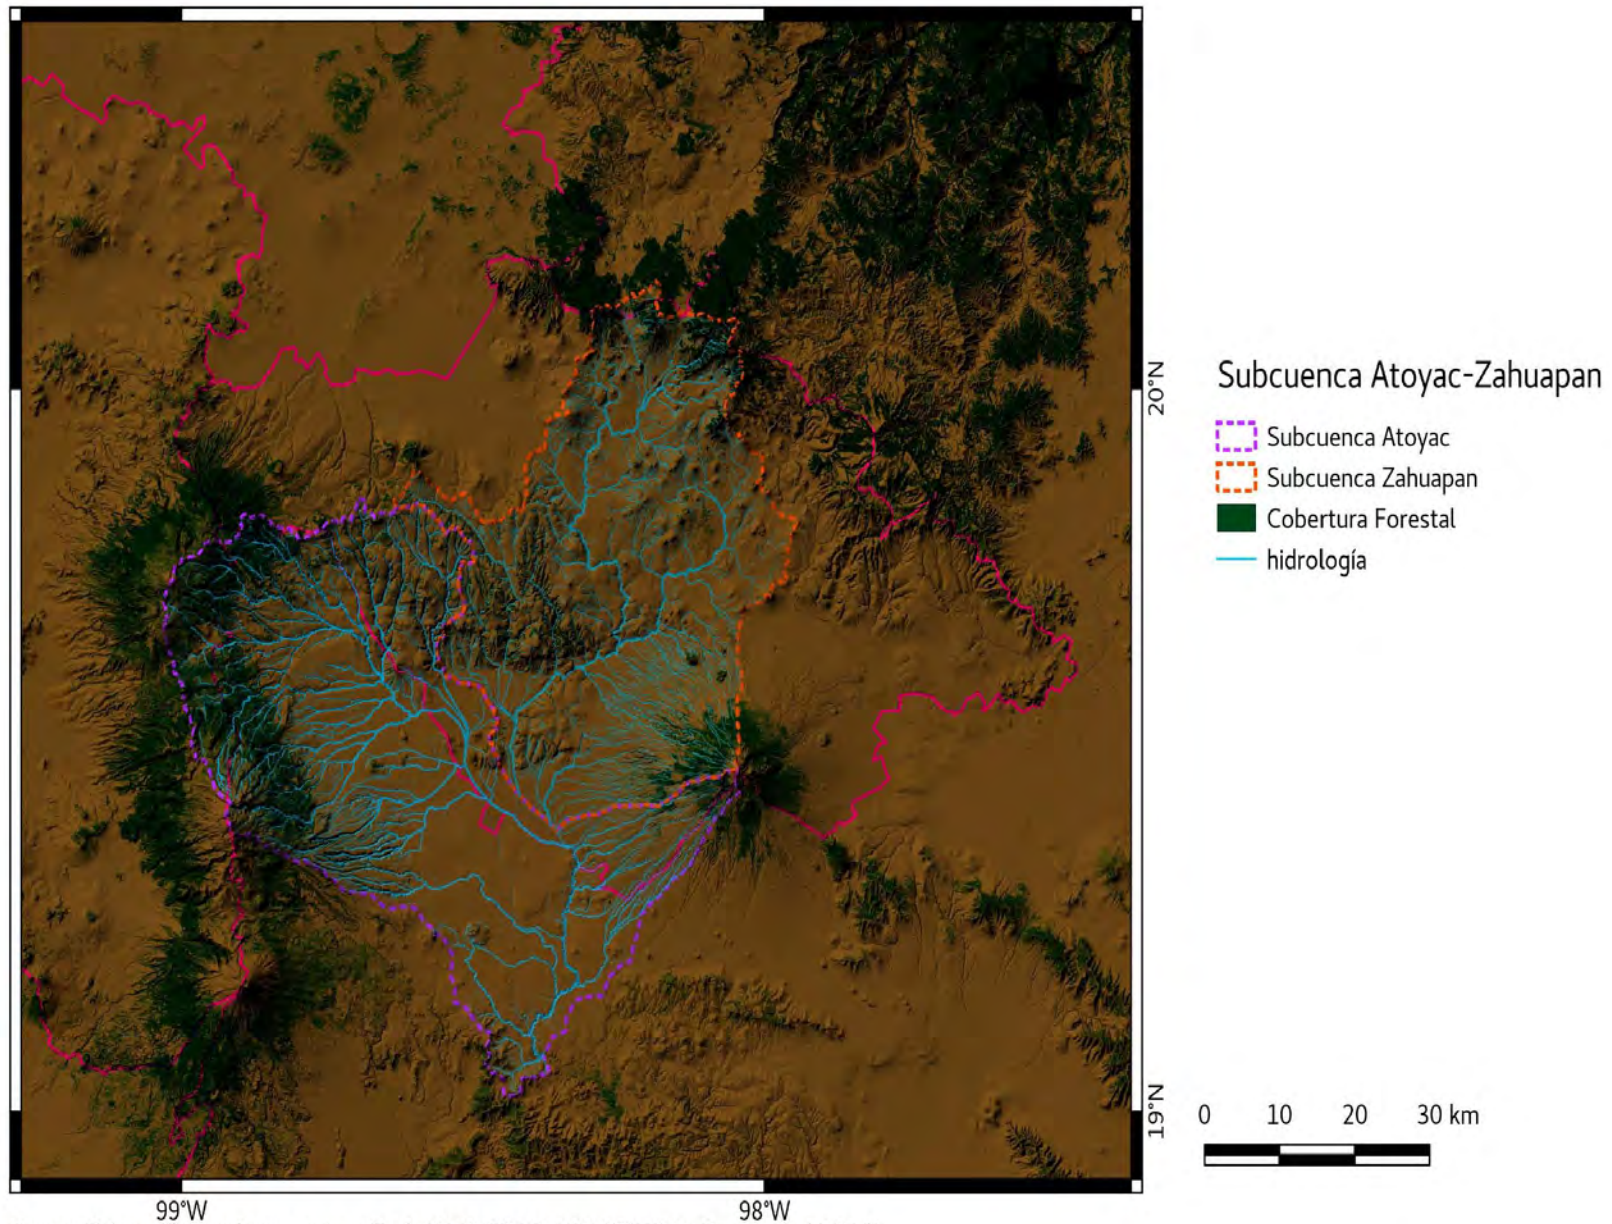 20°N
Subcuenca Atoyac-Zahuapan
Subcuenca Atoyac
Subcuenca Zahuapan
Cobertura Forestal
hidrología
19°N
0 10 20 30 km
99°W 98°W